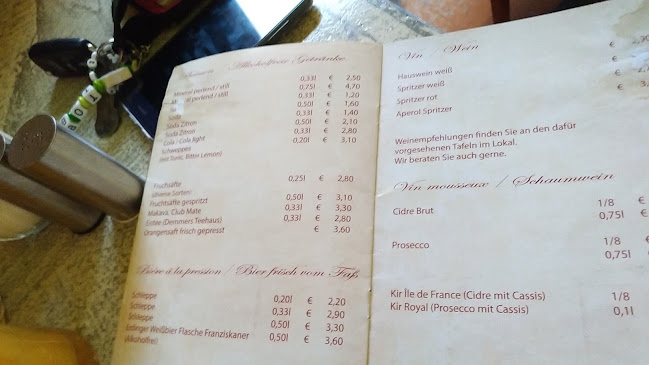 Alkoholfreie Getränke
Mineral perlend / still 0,33l € 2,50
perlend / still 0,75l € 4,70
0,33l € 1,20
Soda 0,50l € 1,60
Soda Zitron 0,33l € 1,40
Soda Zitron 0,50l € 2,10
Cola / Cola light 0,33l € 2,80
Schweppes 0,20l € 3,10
(mit Tonic, Bitter Lemon)
Fruchsäfte 0,25l € 2,80
(diverse Sorten)
Fruchtsäfte gespritzt 0,50l € 3,10
Makava, Club Mate 0,33l € 3,30
Eistee (Demmers Teehaus) 0,33l € 2,80
Orangensaft frisch gepresst € 3,60
Bière à la pression / Bier frisch vom Faß
Schleppe 0,20l € 2,20
Schleppe 0,33l € 2,90
Schleppe 0,50l € 3,30
Erdinger Weißbier Flasche Franziskaner 0,50l € 3,60
(Alkoholfrei)
Vin / Wein
Hauswein weiß €
Spritzer weiß €
Spritzer rot €
Aperol Spritzer €
Weinempfehlungen finden Sie an den dafür
vorgesehenen Tafeln im Lokal.
Wir beraten Sie auch gerne.
Vin mousseux / Schaumwein
Cidre Brut 1/8 €
0,75l €
Prosecco 1/8 €
0,75l €
Kir Île de France (Cidre mit Cassis) 1/8
Kir Royal (Prosecco mit Cassis) 0,1l